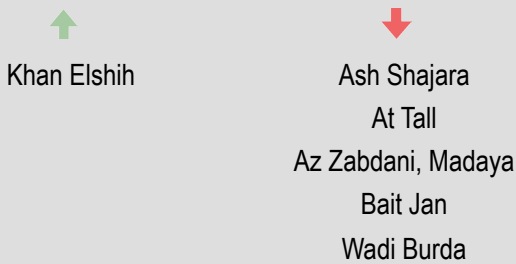 Khan Elshih
Ash Shajara
At Tall
Az Zabdani, Madaya
Bait Jan
Wadi Burda